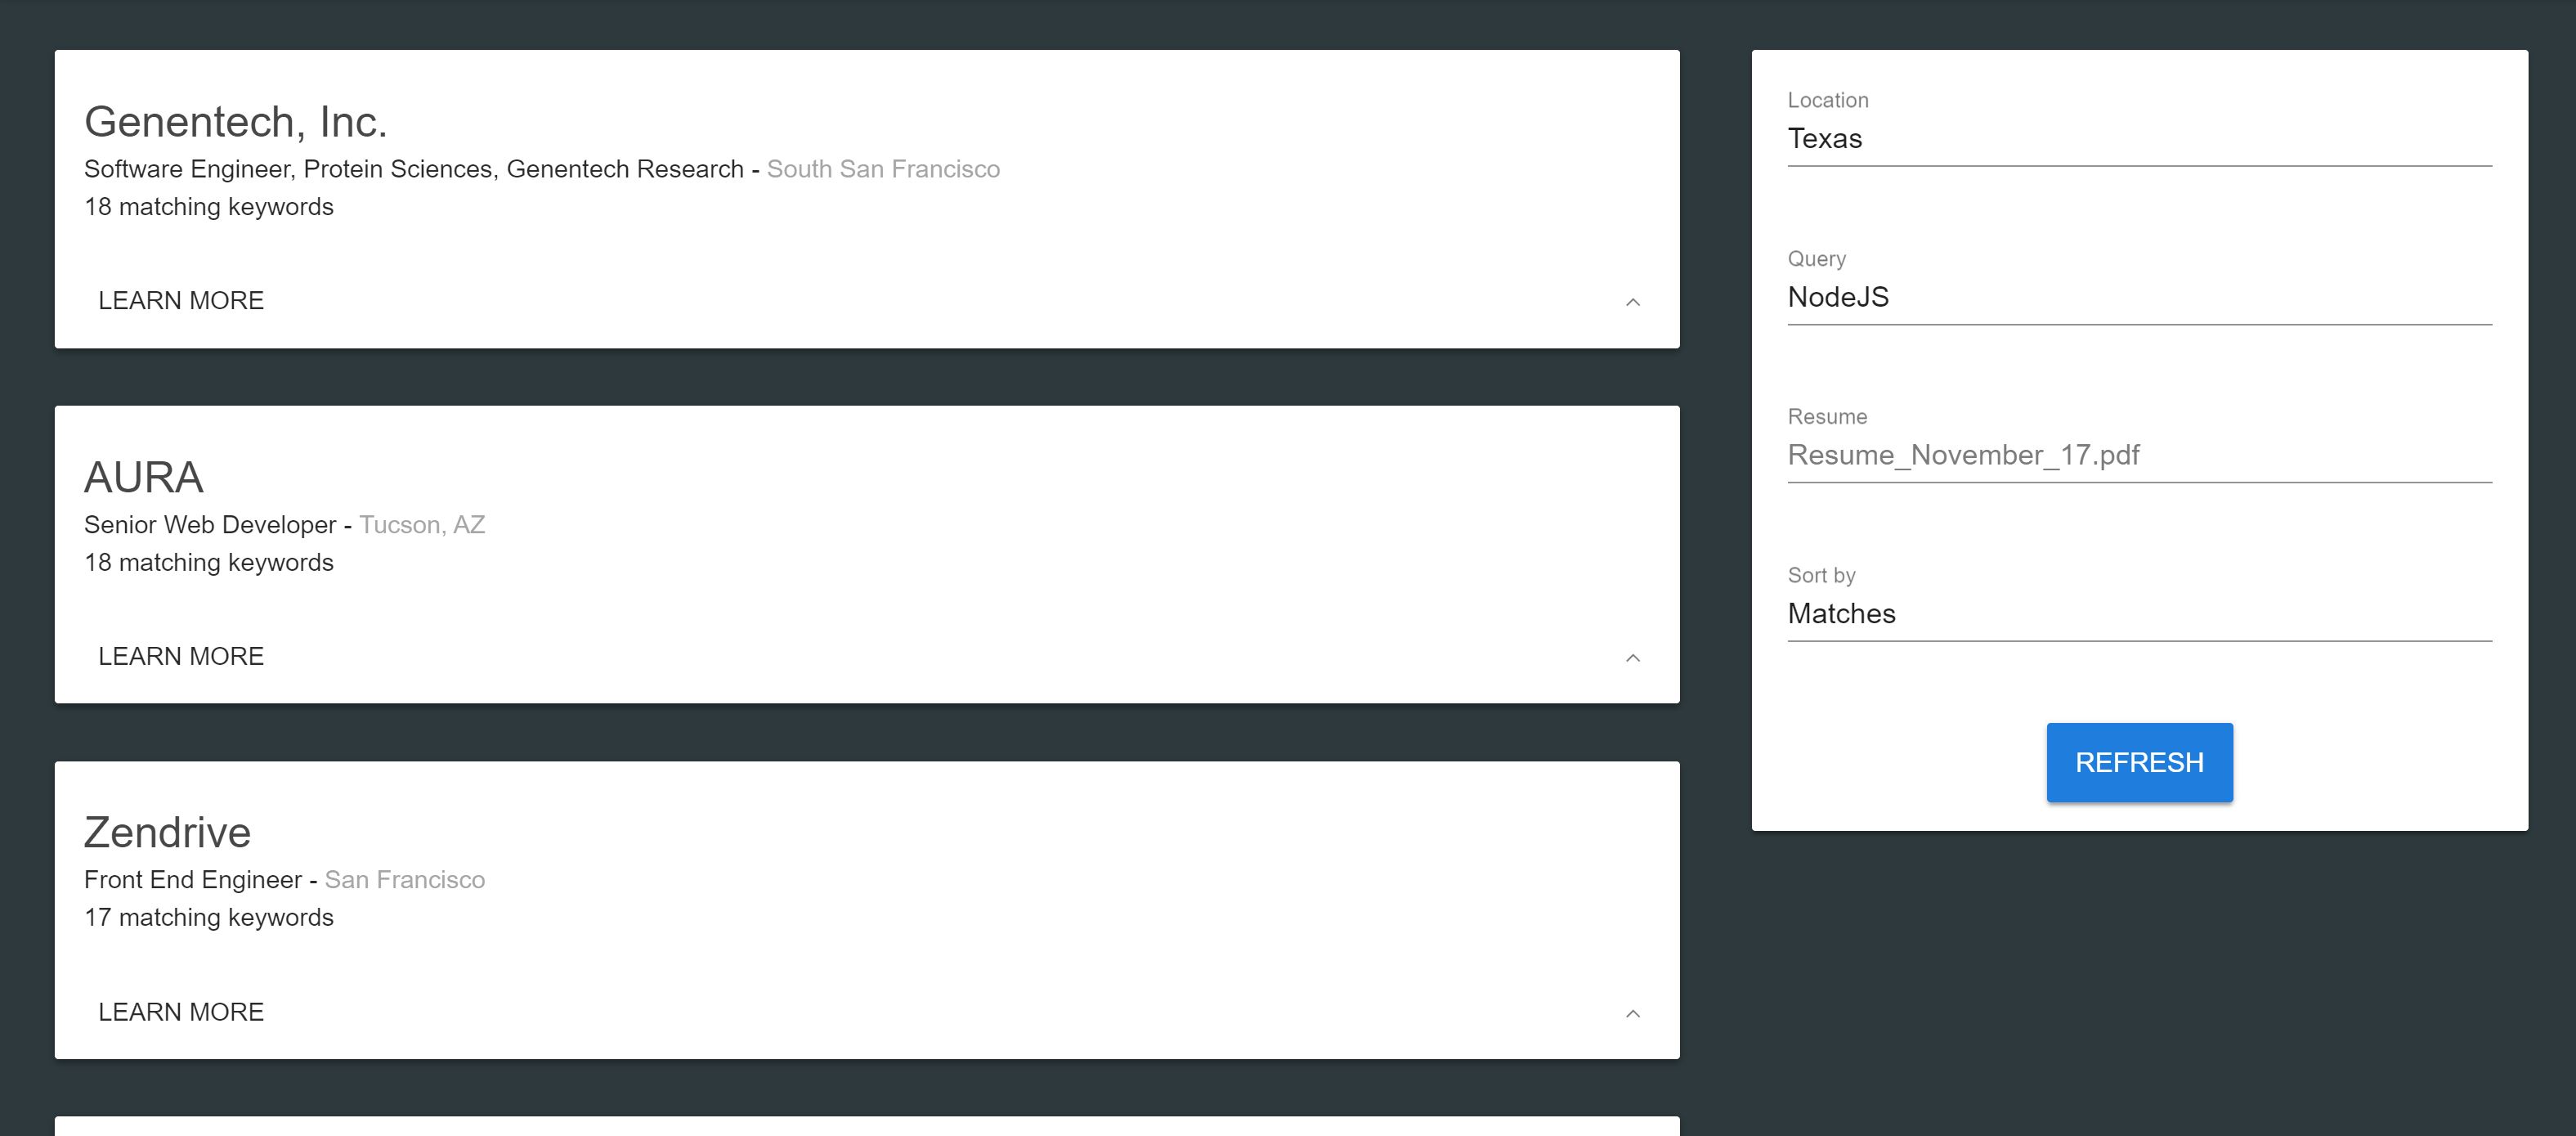 Genentech, Inc.
Software Engineer, Protein Sciences, Genentech Research - South San Francisco
18 matching keywords
LEARN MORE
AURA
Senior Web Developer - Tucson, AZ
18 matching keywords
LEARN MORE
Zendrive
Front End Engineer - San Francisco
17 matching keywords
LEARN MORE
Location
Texas
Query
NodeJS
Resume
Resume_November_17.pdf
Sort by
Matches
REFRESH